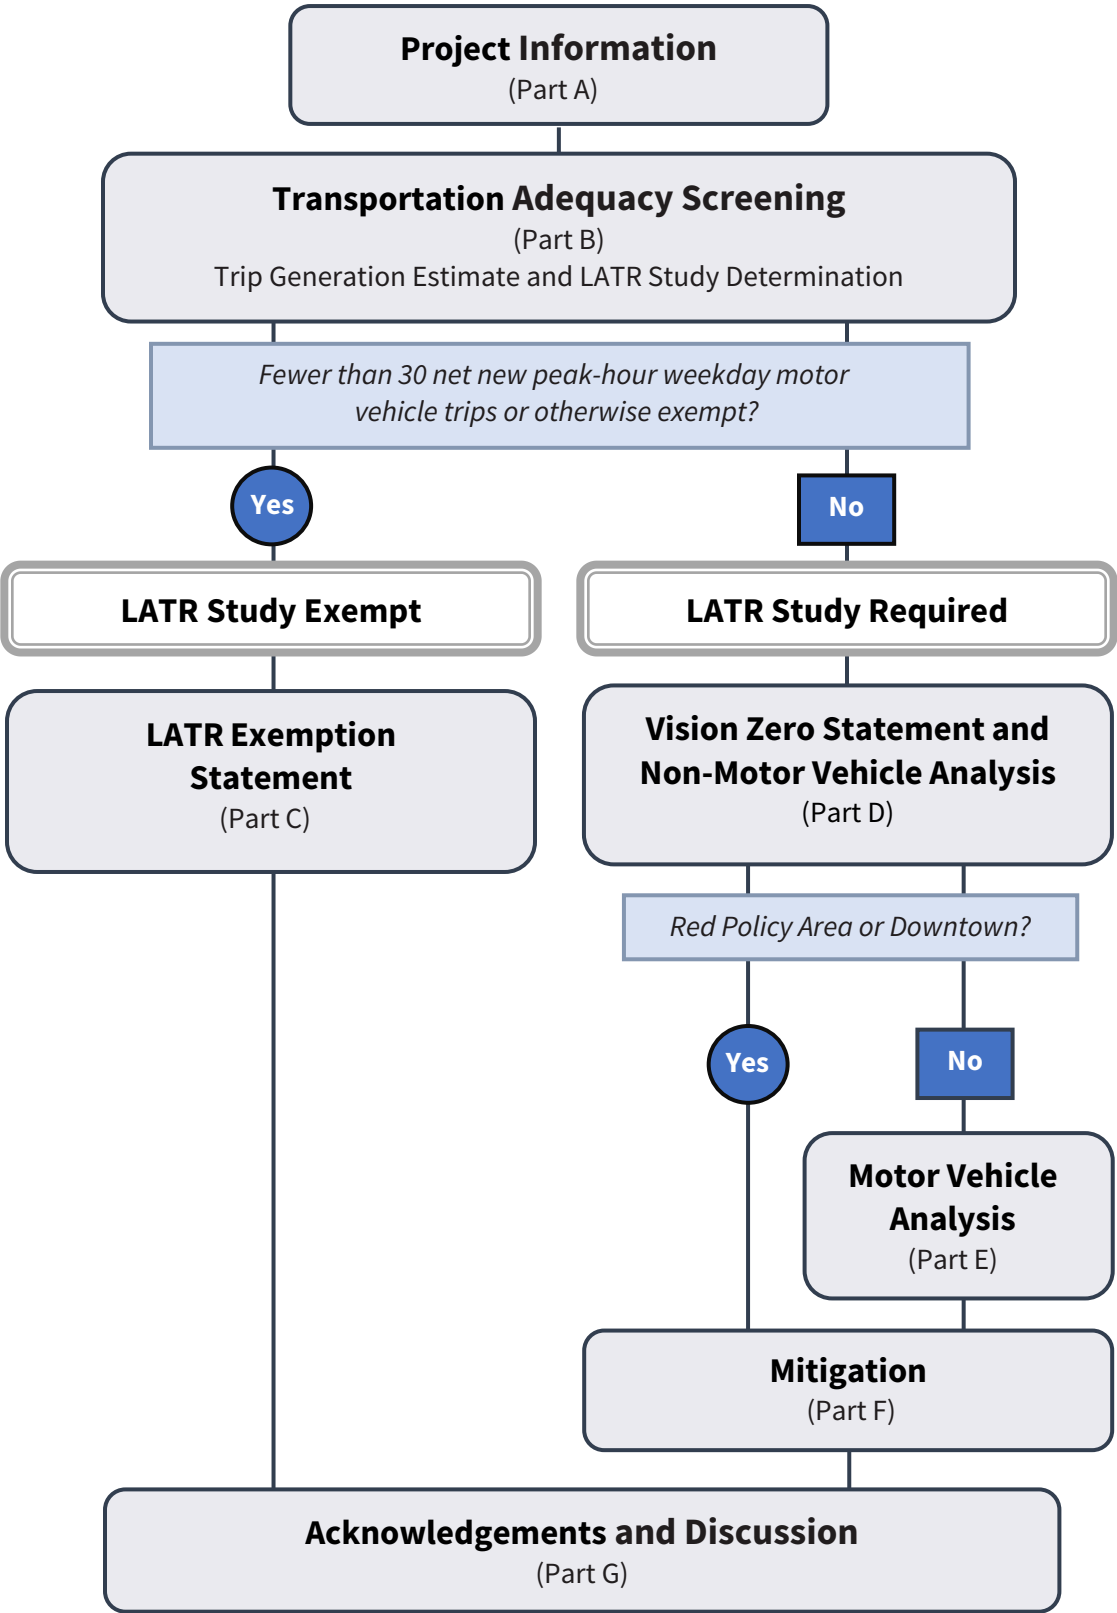 Project Information
(Part A)
Transportation Adequacy Screening
(Part B)
Trip Generation Estimate and LATR Study Determination
Fewer than 30 net new peak-hour weekday motor
vehicle trips or otherwise exempt?
Yes
No
LATR Study Exempt
LATR Study Required
LATR Exemption
Statement
(Part C)
Vision Zero Statement and
Non-Motor Vehicle Analysis
(Part D)
Red Policy Area or Downtown?
Yes
No
Motor Vehicle
Analysis
(Part E)
Mitigation
(Part F)
Acknowledgements and Discussion
(Part G)